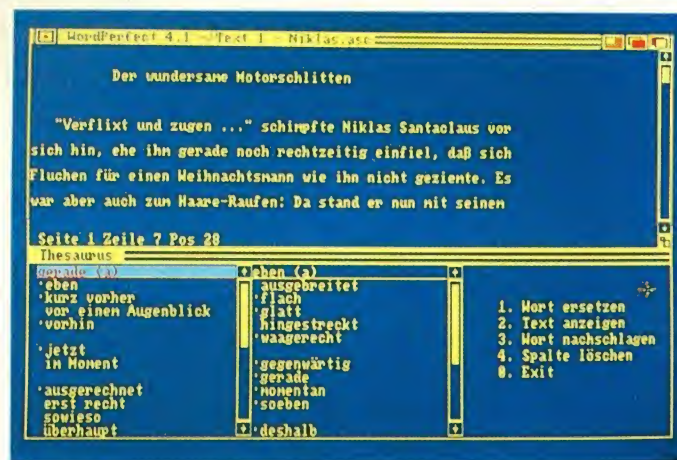 WordPerfect 4.1 - Text 1 - Niklas.asc
Der wundersame Motorschlitten
"Verflixt und zugen ..." schimpfte Niklas Santaclaus vor
sich hin, ehe ihm gerade noch rechtzeitig einfiel, daß sich
Fluchen für einen Weihnachtsmann wie ihn nicht geziemte. Es
war aber auch zum Haare-Raufen: Da stand er nun mit seinem
Seite 1 Zeile 7 Pos 28
Thesaurus
gerade (a)
·eben
·kurz vorher
vor einem Augenblick
·vorhin
·jetzt
im Moment
·ausgerechnet
erst recht
sowieso
überhaupt
eben (a)
ausgebreitet
·flach
·glatt
hingestreckt
·waagerecht
·gegenwärtig
·gerade
·momentan
·soeben
·deshalb
1. Wort ersetzen
2. Text anzeigen
3. Wort nachschlagen
4. Spalte löschen
0. Exit